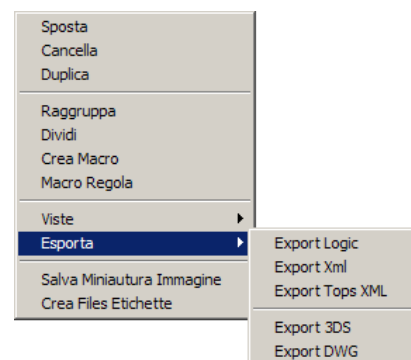 Sposta
Cancella
Duplica
Raggruppa
Dividi
Crea Macro
Macro Regola
Viste
Esporta
Salva Miniautura Immagine
Crea Files Etichette
Export Logic
Export Xml
Export Tops XML
Export 3DS
Export DWG